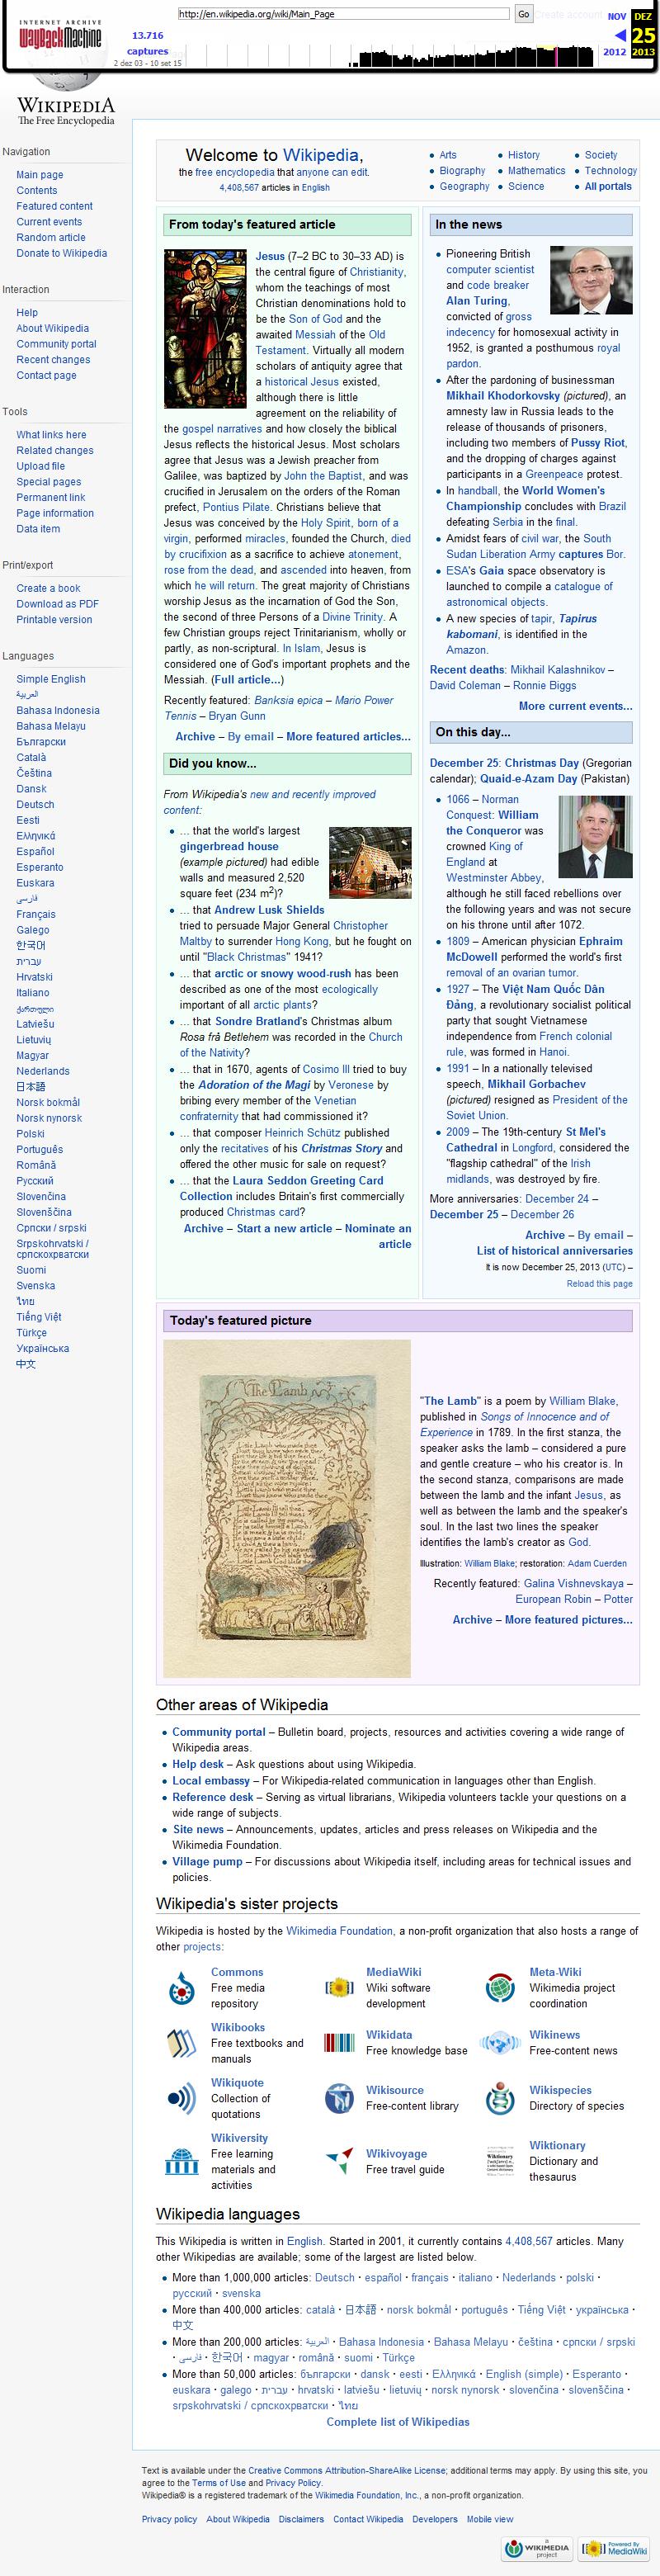 INTERNET ARCHIVE
WayBackMachine
http://en.wikipedia.org/wiki/Main_Page
Go
13.716
captures
2 dez 03 - 10 set 15
NOV
DEZ
25
2012
2013
WIKIPEDIA
The Free Encyclopedia
Navigation
Main page
Contents
Featured content
Current events
Random article
Donate to Wikipedia
Interaction
Help
About Wikipedia
Community portal
Recent changes
Contact page
Tools
What links here
Related changes
Upload file
Special pages
Permanent link
Page information
Data item
Print/export
Create a book
Download as PDF
Printable version
Languages
Simple English
العربية
Bahasa Indonesia
Bahasa Melayu
Български
Català
Čeština
Dansk
Deutsch
Eesti
Ελληνικά
Español
Esperanto
Euskara
فارسی
Français
Galego
한국어
עברית
Hrvatski
Italiano
ქართული
Latviešu
Lietuvių
Magyar
Nederlands
日本語
Norsk bokmål
Norsk nynorsk
Polski
Português
Română
Русский
Slovenčina
Slovenščina
Српски / srpski
Srpskohrvatski /
српскохрватски
Suomi
Svenska
ไทย
Tiếng Việt
Türkçe
Українська
中文
Welcome to Wikipedia,
the free encyclopedia that anyone can edit.
4,408,567 articles in English
Arts
Biography
Geography
History
Mathematics
Science
Society
Technology
All portals
From today's featured article
Jesus (7–2 BC to 30–33 AD) is
the central figure of Christianity,
whom the teachings of most
Christian denominations hold to
be the Son of God and the
awaited Messiah of the Old
Testament. Virtually all modern
scholars of antiquity agree that
a historical Jesus existed,
although there is little
agreement on the reliability of
the gospel narratives and how closely the biblical
Jesus reflects the historical Jesus. Most scholars
agree that Jesus was a Jewish preacher from
Galilee, was baptized by John the Baptist, and was
crucified in Jerusalem on the orders of the Roman
prefect, Pontius Pilate. Christians believe that
Jesus was conceived by the Holy Spirit, born of a
virgin, performed miracles, founded the Church, died
by crucifixion as a sacrifice to achieve atonement,
rose from the dead, and ascended into heaven, from
which he will return. The great majority of Christians
worship Jesus as the incarnation of God the Son,
the second of three Persons of a Divine Trinity. A
few Christian groups reject Trinitarianism, wholly or
partly, as non-scriptural. In Islam, Jesus is
considered one of God's important prophets and the
Messiah. (Full article...)
Recently featured: Banksia epica – Mario Power
Tennis – Bryan Gunn
Archive – By email – More featured articles...
Did you know...
From Wikipedia's new and recently improved
content:
... that the world's largest
gingerbread house
(example pictured) had edible
walls and measured 2,520
square feet (234 m2)?
... that Andrew Lusk Shields
tried to persuade Major General Christopher
Maltby to surrender Hong Kong, but he fought on
until "Black Christmas" 1941?
... that arctic or snowy wood-rush has been
described as one of the most ecologically
important of all arctic plants?
... that Sondre Bratland's Christmas album
Rosa frå Betlehem was recorded in the Church
of the Nativity?
... that in 1670, agents of Cosimo III tried to buy
the Adoration of the Magi by Veronese by
bribing every member of the Venetian
confraternity that had commissioned it?
... that composer Heinrich Schütz published
only the recitatives of his Christmas Story and
offered the other music for sale on request?
... that the Laura Seddon Greeting Card
Collection includes Britain's first commercially
produced Christmas card?
Archive – Start a new article – Nominate an
article
In the news
Pioneering British
computer scientist
and code breaker
Alan Turing,
convicted of gross
indecency for homosexual activity in
1952, is granted a posthumous royal
pardon.
After the pardoning of businessman
Mikhail Khodorkovsky (pictured), an
amnesty law in Russia leads to the
release of thousands of prisoners,
including two members of Pussy Riot,
and the dropping of charges against
participants in a Greenpeace protest.
In handball, the World Women's
Championship concludes with Brazil
defeating Serbia in the final.
Amidst fears of civil war, the South
Sudan Liberation Army captures Bor.
ESA's Gaia space observatory is
launched to compile a catalogue of
astronomical objects.
A new species of tapir, Tapirus
kabomani, is identified in the
Amazon.
Recent deaths: Mikhail Kalashnikov –
David Coleman – Ronnie Biggs
More current events...
On this day...
December 25: Christmas Day (Gregorian
calendar); Quaid-e-Azam Day (Pakistan)
1066 – Norman
Conquest: William
the Conqueror was
crowned King of
England at
Westminster Abbey,
although he still faced rebellions over
the following years and was not secure
on his throne until after 1072.
1809 – American physician Ephraim
McDowell performed the world's first
removal of an ovarian tumor.
1927 – The Việt Nam Quốc Dân
Đảng, a revolutionary socialist political
party that sought Vietnamese
independence from French colonial
rule, was formed in Hanoi.
1991 – In a nationally televised
speech, Mikhail Gorbachev
(pictured) resigned as President of the
Soviet Union.
2009 – The 19th-century St Mel's
Cathedral in Longford, considered the
"flagship cathedral" of the Irish
midlands, was destroyed by fire.
More anniversaries: December 24 –
December 25 – December 26
Archive – By email –
List of historical anniversaries
It is now December 25, 2013 (UTC) –
Reload this page
Today's featured picture
The Lamb
"The Lamb" is a poem by William Blake,
published in Songs of Innocence and of
Experience in 1789. In the first stanza, the
speaker asks the lamb – considered a pure
and gentle creature – who his creator is. In
the second stanza, comparisons are made
between the lamb and the infant Jesus, as
well as between the lamb and the speaker's
soul. In the last two lines the speaker
identifies the lamb's creator as God.
Illustration: William Blake; restoration: Adam Cuerden
Recently featured: Galina Vishnevskaya –
European Robin – Potter
Archive – More featured pictures...
Other areas of Wikipedia
Community portal – Bulletin board, projects, resources and activities covering a wide range of
Wikipedia areas.
Help desk – Ask questions about using Wikipedia.
Local embassy – For Wikipedia-related communication in languages other than English.
Reference desk – Serving as virtual librarians, Wikipedia volunteers tackle your questions on a
wide range of subjects.
Site news – Announcements, updates, articles and press releases on Wikipedia and the
Wikimedia Foundation.
Village pump – For discussions about Wikipedia itself, including areas for technical issues and
policies.
Wikipedia's sister projects
Wikipedia is hosted by the Wikimedia Foundation, a non-profit organization that also hosts a range of
other projects:
Commons
Free media
repository
MediaWiki
Wiki software
development
Meta-Wiki
Wikimedia project
coordination
Wikibooks
Free textbooks and
manuals
Wikidata
Free knowledge base
Wikinews
Free-content news
Wikiquote
Collection of
quotations
Wikisource
Free-content library
Wikispecies
Directory of species
Wikiversity
Free learning
materials and
activities
Wikivoyage
Free travel guide
Wiktionary
Dictionary and
thesaurus
Wikipedia languages
This Wikipedia is written in English. Started in 2001, it currently contains 4,408,567 articles. Many
other Wikipedias are available; some of the largest are listed below.
More than 1,000,000 articles: Deutsch · español · français · italiano · Nederlands · polski ·
русский · svenska
More than 400,000 articles: català · 日本語 · norsk bokmål · português · Tiếng Việt · українська ·
中文
More than 200,000 articles: العربية · Bahasa Indonesia · Bahasa Melayu · čeština · српски / srpski
· فارسی · 한국어 · magyar · română · suomi · Türkçe
More than 50,000 articles: български · dansk · eesti · Ελληνικά · English (simple) · Esperanto ·
euskara · galego · עברית · hrvatski · latviešu · lietuvių · norsk nynorsk · slovenčina · slovenščina ·
srpskohrvatski / српскохрватски · ไทย
Complete list of Wikipedias
Text is available under the Creative Commons Attribution-ShareAlike License; additional terms may apply. By using this site, you
agree to the Terms of Use and Privacy Policy.
Wikipedia® is a registered trademark of the Wikimedia Foundation, Inc., a non-profit organization.
Privacy policy About Wikipedia Disclaimers Contact Wikipedia Developers Mobile view
A
WIKIMEDIA
project
Powered By
MediaWiki